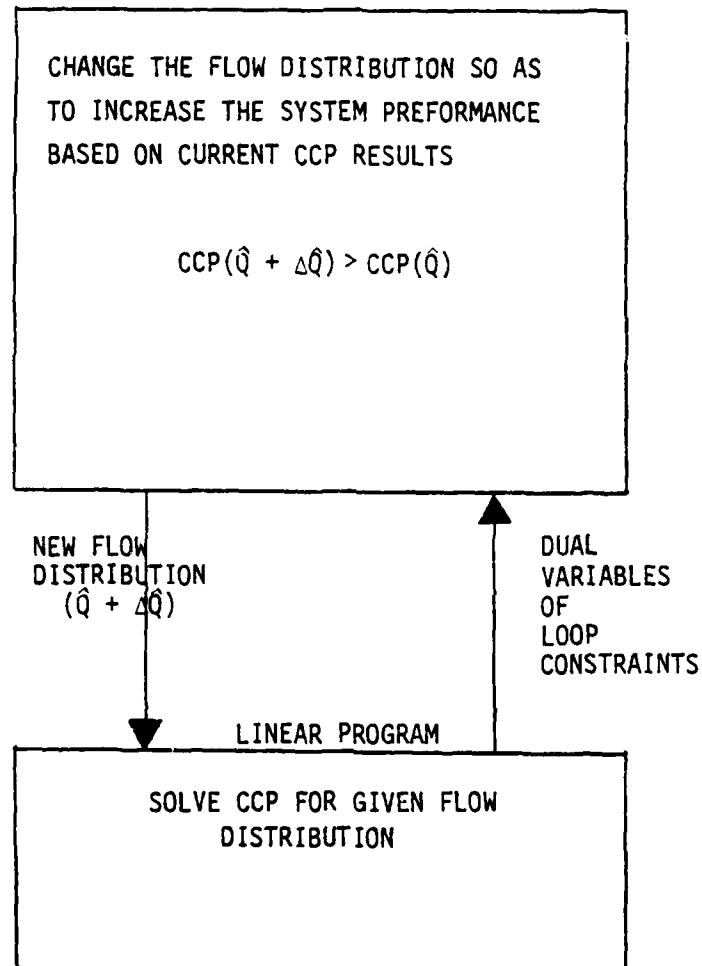 CHANGE THE FLOW DISTRIBUTION SO AS
TO INCREASE THE SYSTEM PREFORMANCE
BASED ON CURRENT CCP RESULTS
CCP(Q̂ + ΔQ̂) > CCP(Q̂)
NEW FLOW
DISTRIBUTION
(Q̂ + ΔQ̂)
DUAL
VARIABLES
OF
LOOP
CONSTRAINTS
LINEAR PROGRAM
SOLVE CCP FOR GIVEN FLOW
DISTRIBUTION